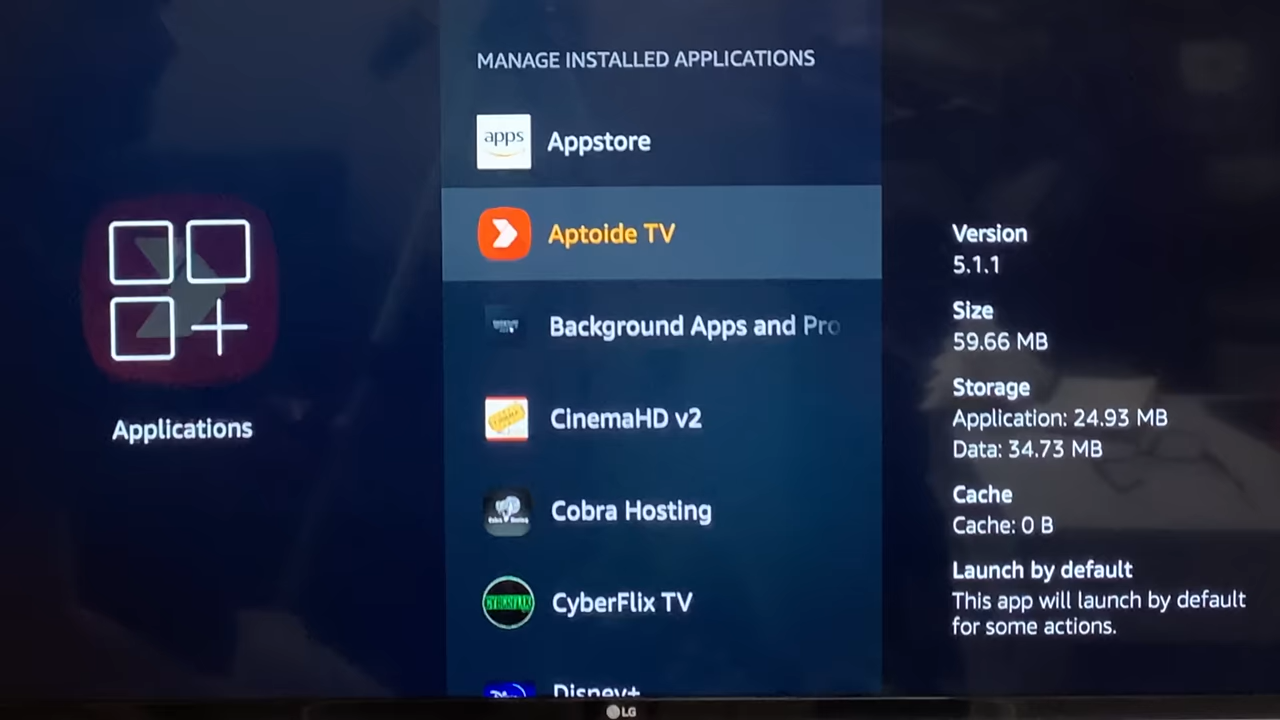 MANAGE INSTALLED APPLICATIONS
apps
Appstore
Aptoide TV
Background Apps and Pro
CinemaHD v2
Cobra Hosting
CYBERFLIX
CyberFlix TV
Disney+
Applications
Version
5.1.1
Size
59.66 MB
Storage
Application: 24.93 MB
Data: 34.73 MB
Cache
Cache: 0 B
Launch by default
This app will launch by default
for some actions.
LG